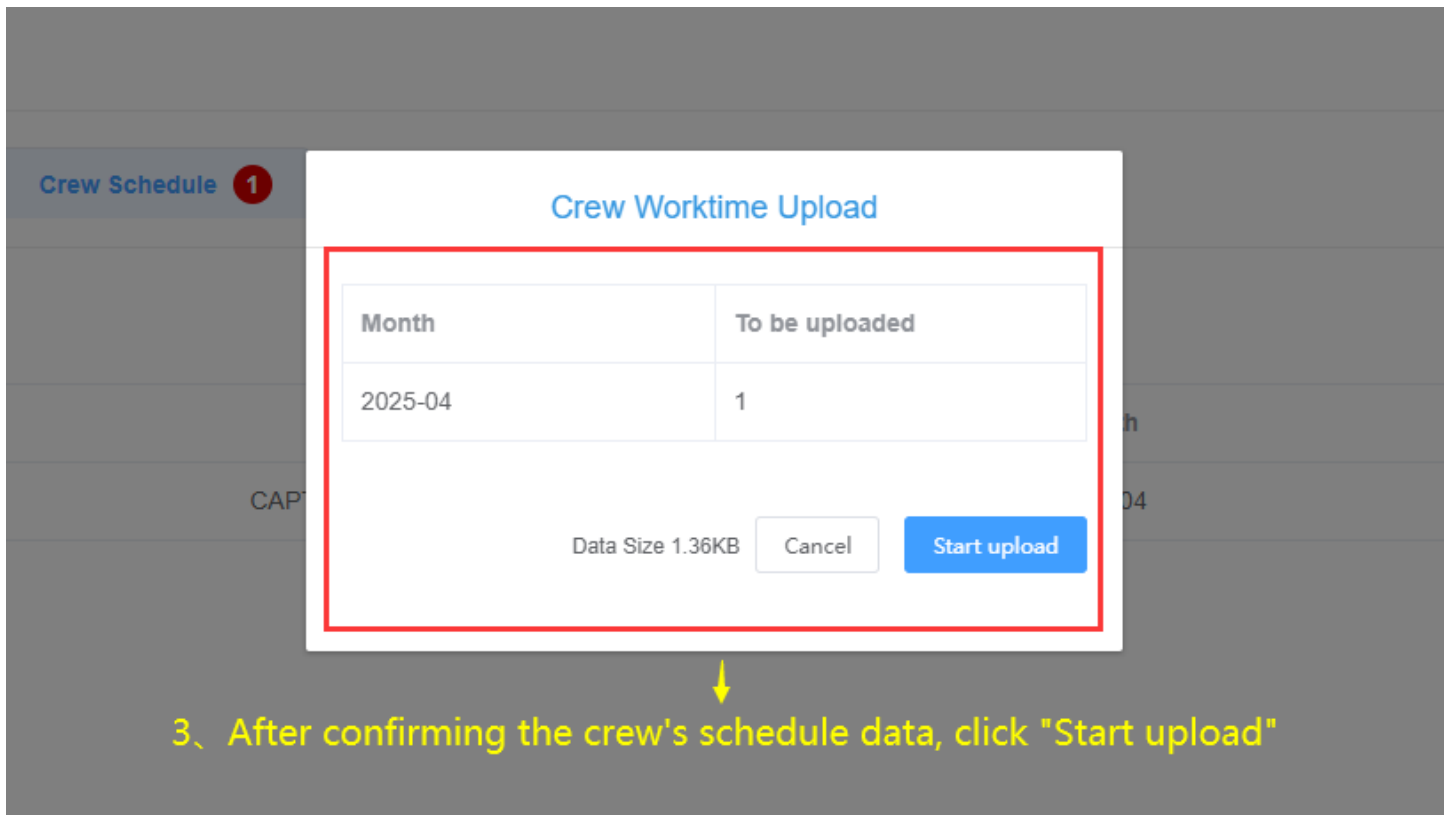 Crew Schedule 1
Crew Worktime Upload
Month To be uploaded
2025-04 1
Data Size 1.36KB Cancel Start upload
3、After confirming the crew's schedule data, click "Start upload"